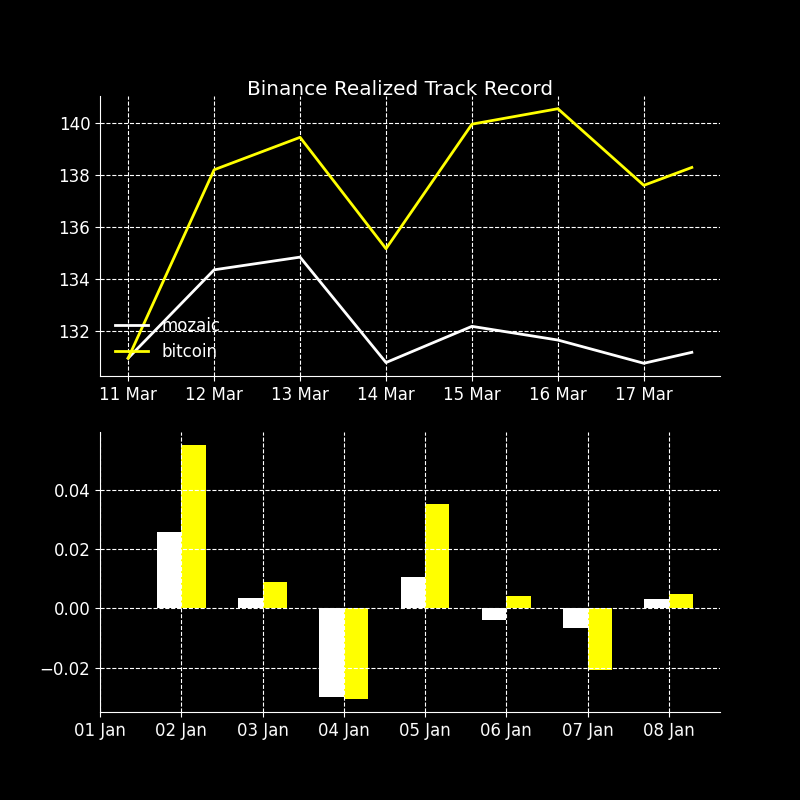 Binance Realized Track Record
140
138
136
134
132
mozaic
bitcoin
11 Mar 12 Mar 13 Mar 14 Mar 15 Mar 16 Mar 17 Mar
0.04
0.02
0.00
−0.02
01 Jan 02 Jan 03 Jan 04 Jan 05 Jan 06 Jan 07 Jan 08 Jan